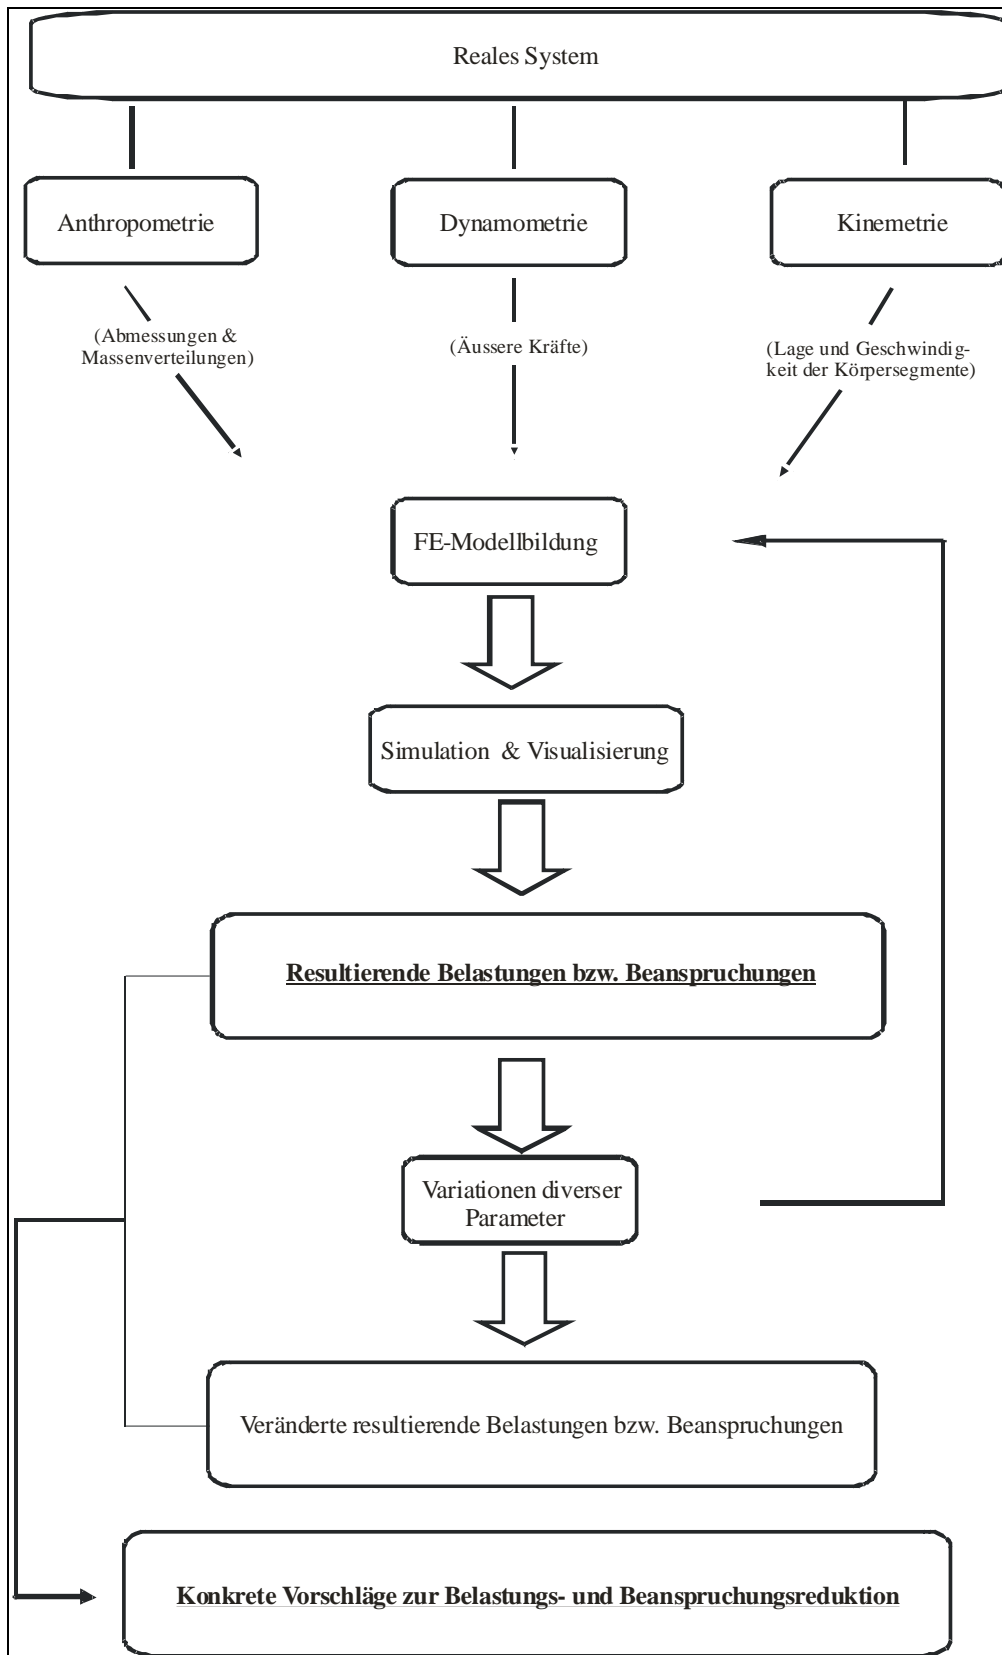 Reales System
Anthropometrie
Dynamometrie
Kinemetrie
(Abmessungen &
Massenverteilungen)
(Äussere Kräfte)
(Lage und Geschwindig-
keit der Körpersegmente)
FE-Modellbildung
Simulation & Visualisierung
Resultierende Belastungen bzw. Beanspruchungen
Variationen diverser
Parameter
Veränderte resultierende Belastungen bzw. Beanspruchungen
Konkrete Vorschläge zur Belastungs- und Beanspruchungsreduktion